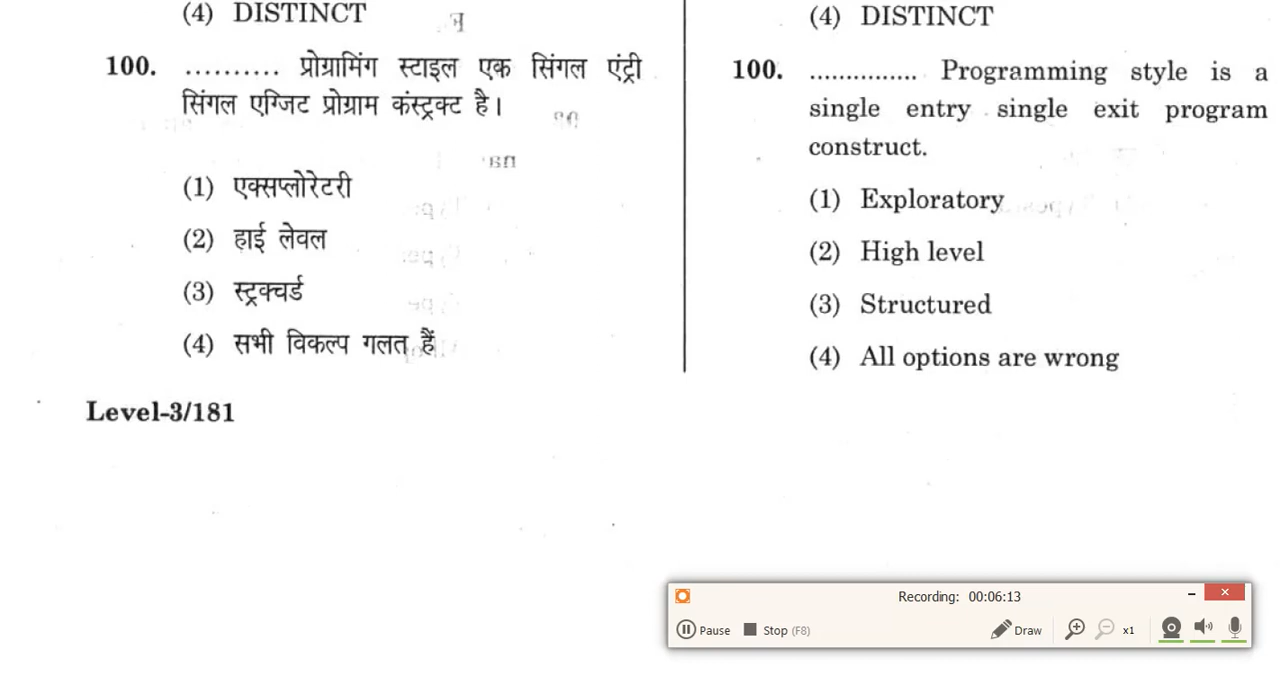 (4) DISTINCT
100. .......... प्रोग्रामिंग स्टाइल एक सिंगल एंट्री
सिंगल एग्जिट प्रोग्राम कंस्ट्रक्ट है।
(1) एक्सप्लोरेटरी
(2) हाई लेवल
(3) स्ट्रक्चर्ड
(4) सभी विकल्प गलत हैं
Level-3/181
(4) DISTINCT
100. ............... Programming style is a
single entry single exit program
construct.
(1) Exploratory
(2) High level
(3) Structured
(4) All options are wrong
Recording: 00:06:13
Pause Stop (F8) Draw x1